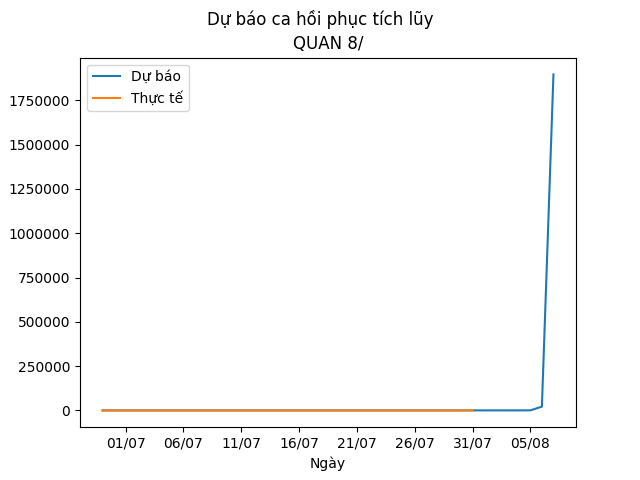 Dự báo ca hồi phục tích lũy
QUAN 8/
Dự báo
Thực tế
1750000
1500000
1250000
1000000
750000
500000
250000
0
01/07 06/07 11/07 16/07 21/07 26/07 31/07 05/08
Ngày